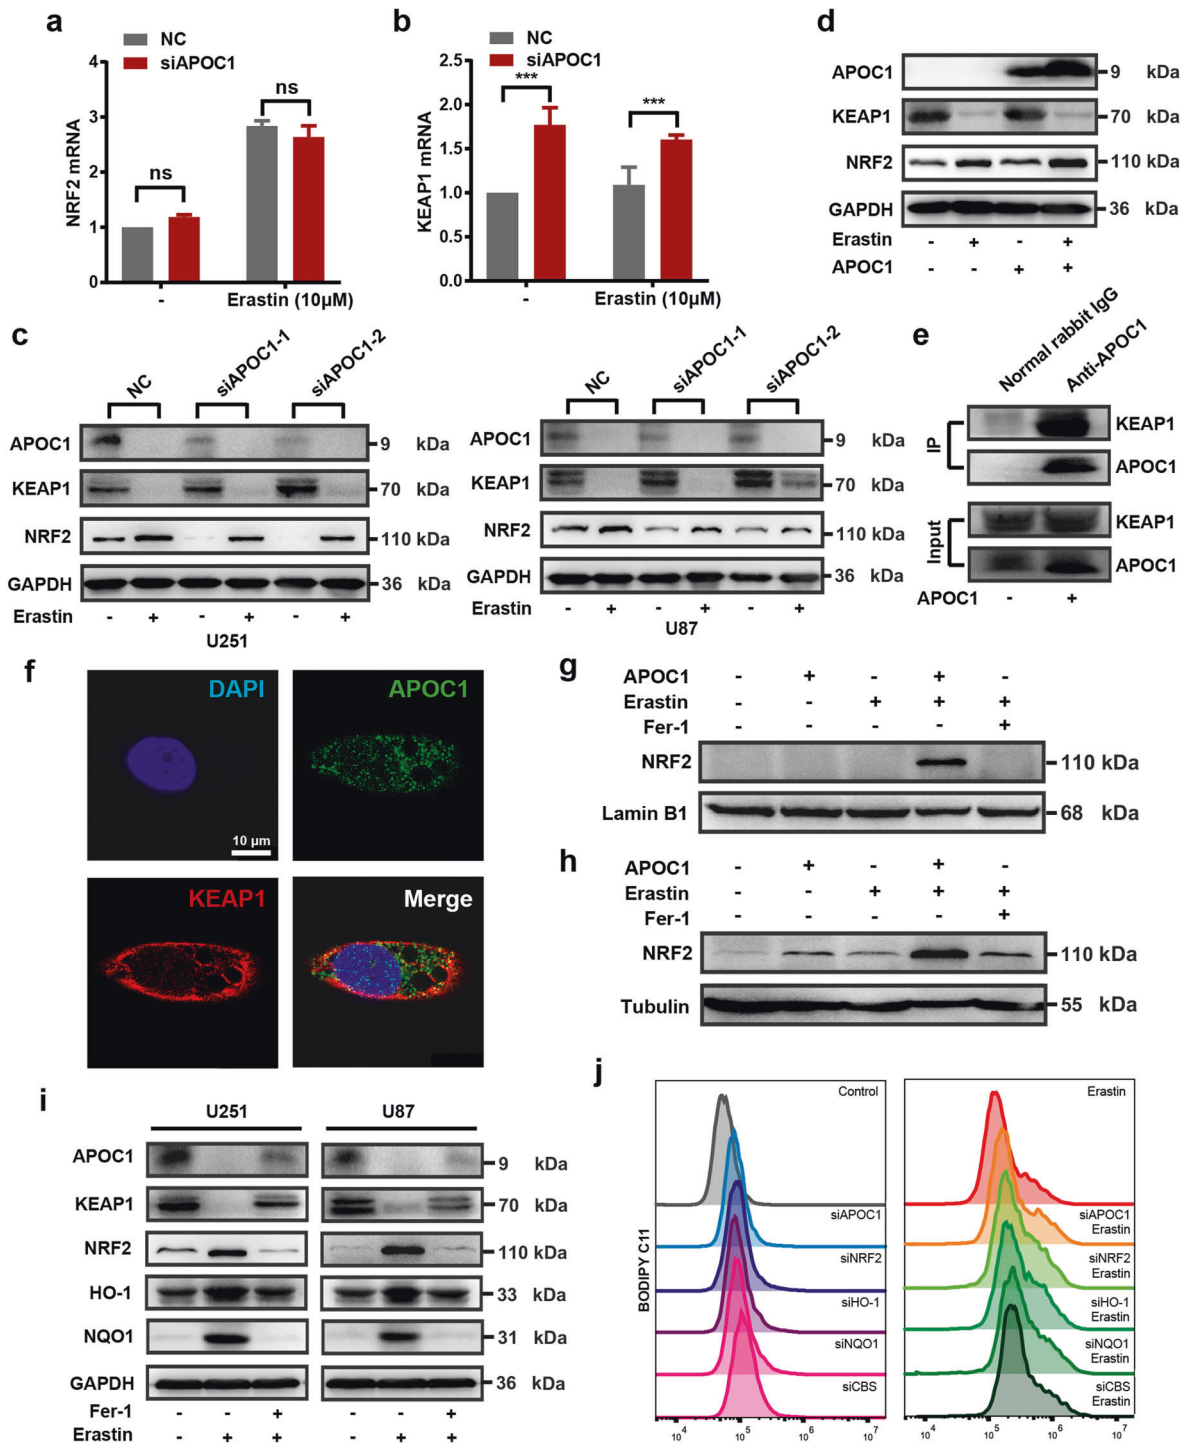 a
NC
siAPOC1
NRF2 mRNA
4
3
2
1
0
ns
ns
-
Erastin (10μM)
b
NC
siAPOC1
KEAP1 mRNA
2.5
2.0
1.5
1.0
0.5
0.0
***
***
-
Erastin (10μM)
d
APOC1 9 kDa
KEAP1 70 kDa
NRF2 110 kDa
GAPDH 36 kDa
Erastin - + - +
APOC1 - - + +
c
NC siAPOC1-1 siAPOC1-2
APOC1 9 kDa
KEAP1 70 kDa
NRF2 110 kDa
GAPDH 36 kDa
Erastin - + - + - +
U251
NC siAPOC1-1 siAPOC1-2
APOC1 9 kDa
KEAP1 70 kDa
NRF2 110 kDa
GAPDH 36 kDa
Erastin - + - + - +
U87
e
Normal rabbit IgG
Anti-APOC1
IP
KEAP1
APOC1
Input
KEAP1
APOC1
APOC1 - +
f
DAPI
10 μm
APOC1
KEAP1
Merge
g
APOC1 - + - + -
Erastin - - + + +
Fer-1 - - - - +
NRF2 110 kDa
Lamin B1 68 kDa
h
APOC1 - + - + -
Erastin - - + + +
Fer-1 - - - - +
NRF2 110 kDa
Tubulin 55 kDa
i
U251 U87
APOC1 9 kDa
KEAP1 70 kDa
NRF2 110 kDa
HO-1 33 kDa
NQO1 31 kDa
GAPDH 36 kDa
Fer-1 - - + - - +
Erastin - + + - + +
j
BODIPY C11
Control
siAPOC1
siNRF2
siHO-1
siNQO1
siCBS
10⁴ 10⁵ 10⁶ 10⁷
Erastin
siAPOC1
Erastin
siNRF2
Erastin
siHO-1
Erastin
siNQO1
Erastin
siCBS
Erastin
10⁴ 10⁵ 10⁶ 10⁷